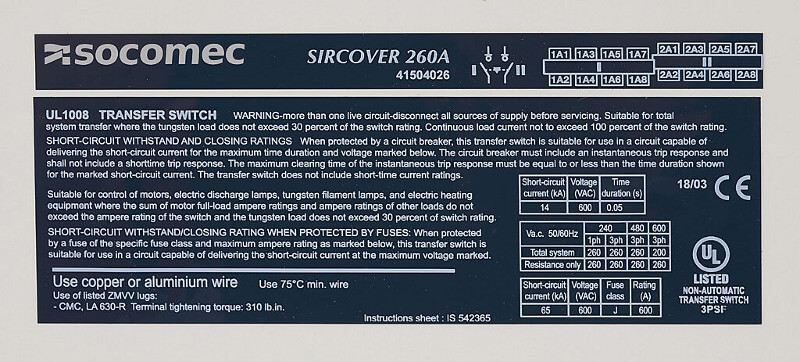 socomec
SIRCOVER 260A
41504026
I II
1A1 1A3 1A5 1A7 2A1 2A3 2A5 2A7
I II
1A2 1A4 1A6 1A8 2A2 2A4 2A6 2A8
UL1008 TRANSFER SWITCH WARNING-more than one live circuit-disconnect all sources of supply before servicing. Suitable for total
system transfer where the tungsten load does not exceed 30 percent of the switch rating. Continuous load current not to exceed 100 percent of the switch rating.
SHORT-CIRCUIT WITHSTAND AND CLOSING RATINGS When protected by a circuit breaker, this transfer switch is suitable for use in a circuit capable of
delivering the short-circuit current for the maximum time duration and voltage marked below. The circuit breaker must include an instantaneous trip response and
shall not include a shorttime trip response. The maximum clearing time of the instantaneous trip response must be equal to or less than the time duration shown
for the marked short-circuit current. The transfer switch does not include short-time current ratings.
Suitable for control of motors, electric discharge lamps, tungsten filament lamps, and electric heating
equipment where the sum of motor full-load ampere ratings and ampere ratings of other loads do not
exceed the ampere rating of the switch and the tungsten load does not exceed 30 percent of switch rating.
SHORT-CIRCUIT WITHSTAND/CLOSING RATING WHEN PROTECTED BY FUSES: When protected
by a fuse of the specific fuse class and maximum ampere rating as marked below, this transfer switch is
suitable for use in a circuit capable of delivering the short-circuit current at the maximum voltage marked.
Use copper or aluminium wire Use 75°C min. wire
Use of listed ZMVV lugs:
- CMC, LA 630-R Terminal tightening torque: 310 lb.in.
Instructions sheet : IS 542365
Short-circuit Voltage Time
current (kA) (VAC) duration (s)
14 600 0.05
18/03 CE
Va.c. 50/60Hz 240 480 600
1ph 3ph 3ph 3ph
Total system 260 260 260 200
Resistance only 260 260 260 260
Short-circuit Voltage Fuse Rating
current (kA) (VAC) class (A)
65 600 J 600
UL
LISTED
NON-AUTOMATIC
TRANSFER SWITCH
3PSF